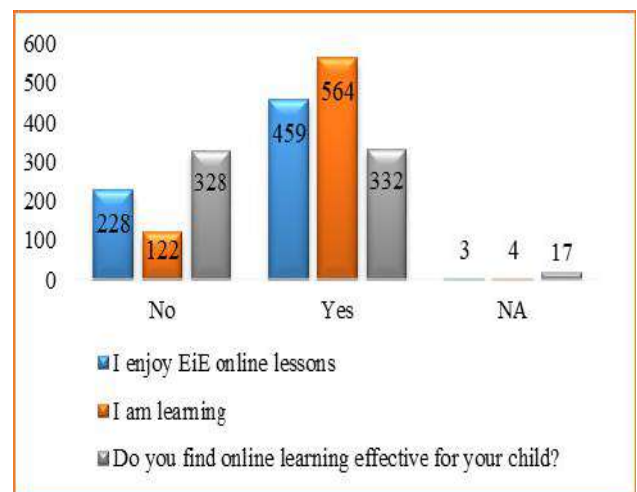 600
500
400
300
200
100
0
228
122
328
459
564
332
3
4
17
No
Yes
NA
I enjoy EiE online lessons
I am learning
Do you find online learning effective for your child?